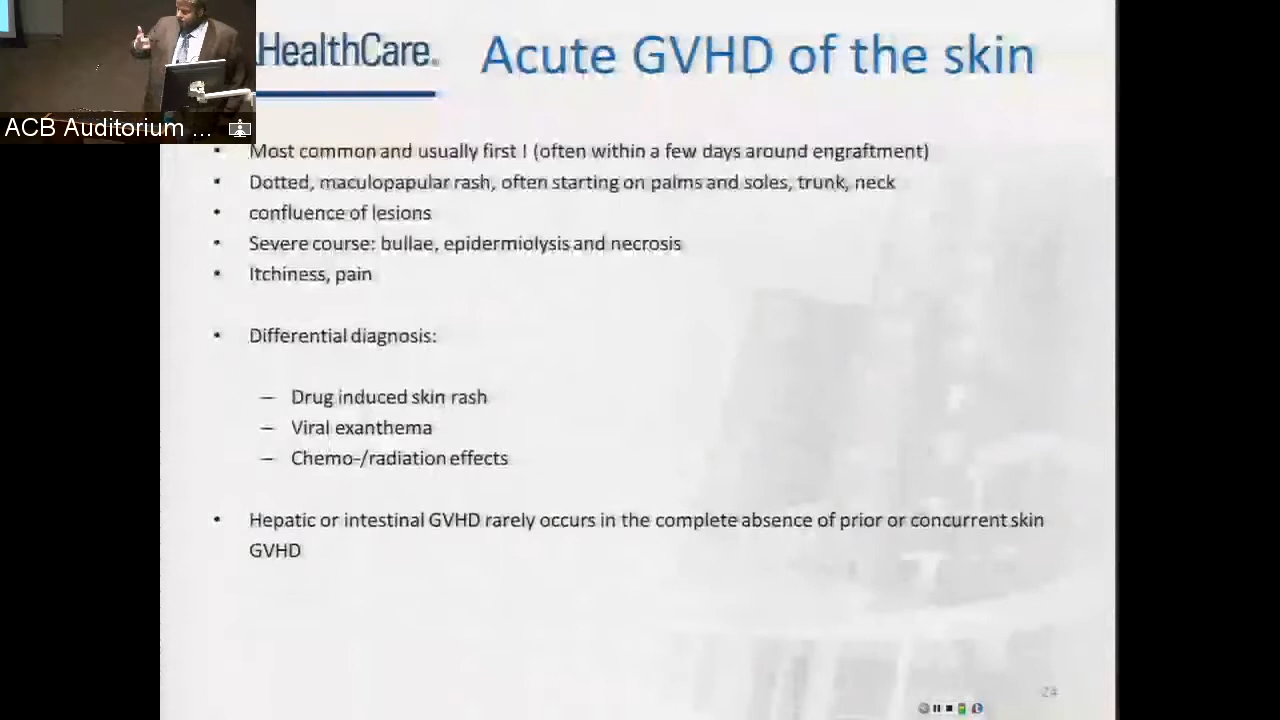 HealthCare.
Acute GVHD of the skin
ACB Auditorium ...
• Most common and usually first ! (often within a few days around engraftment)
• Dotted, maculopapular rash, often starting on palms and soles, trunk, neck
• confluence of lesions
• Severe course: bullae, epidermiolysis and necrosis
• Itchiness, pain
• Differential diagnosis:
– Drug induced skin rash
– Viral exanthema
– Chemo-/radiation effects
• Hepatic or intestinal GVHD rarely occurs in the complete absence of prior or concurrent skin
GVHD
24